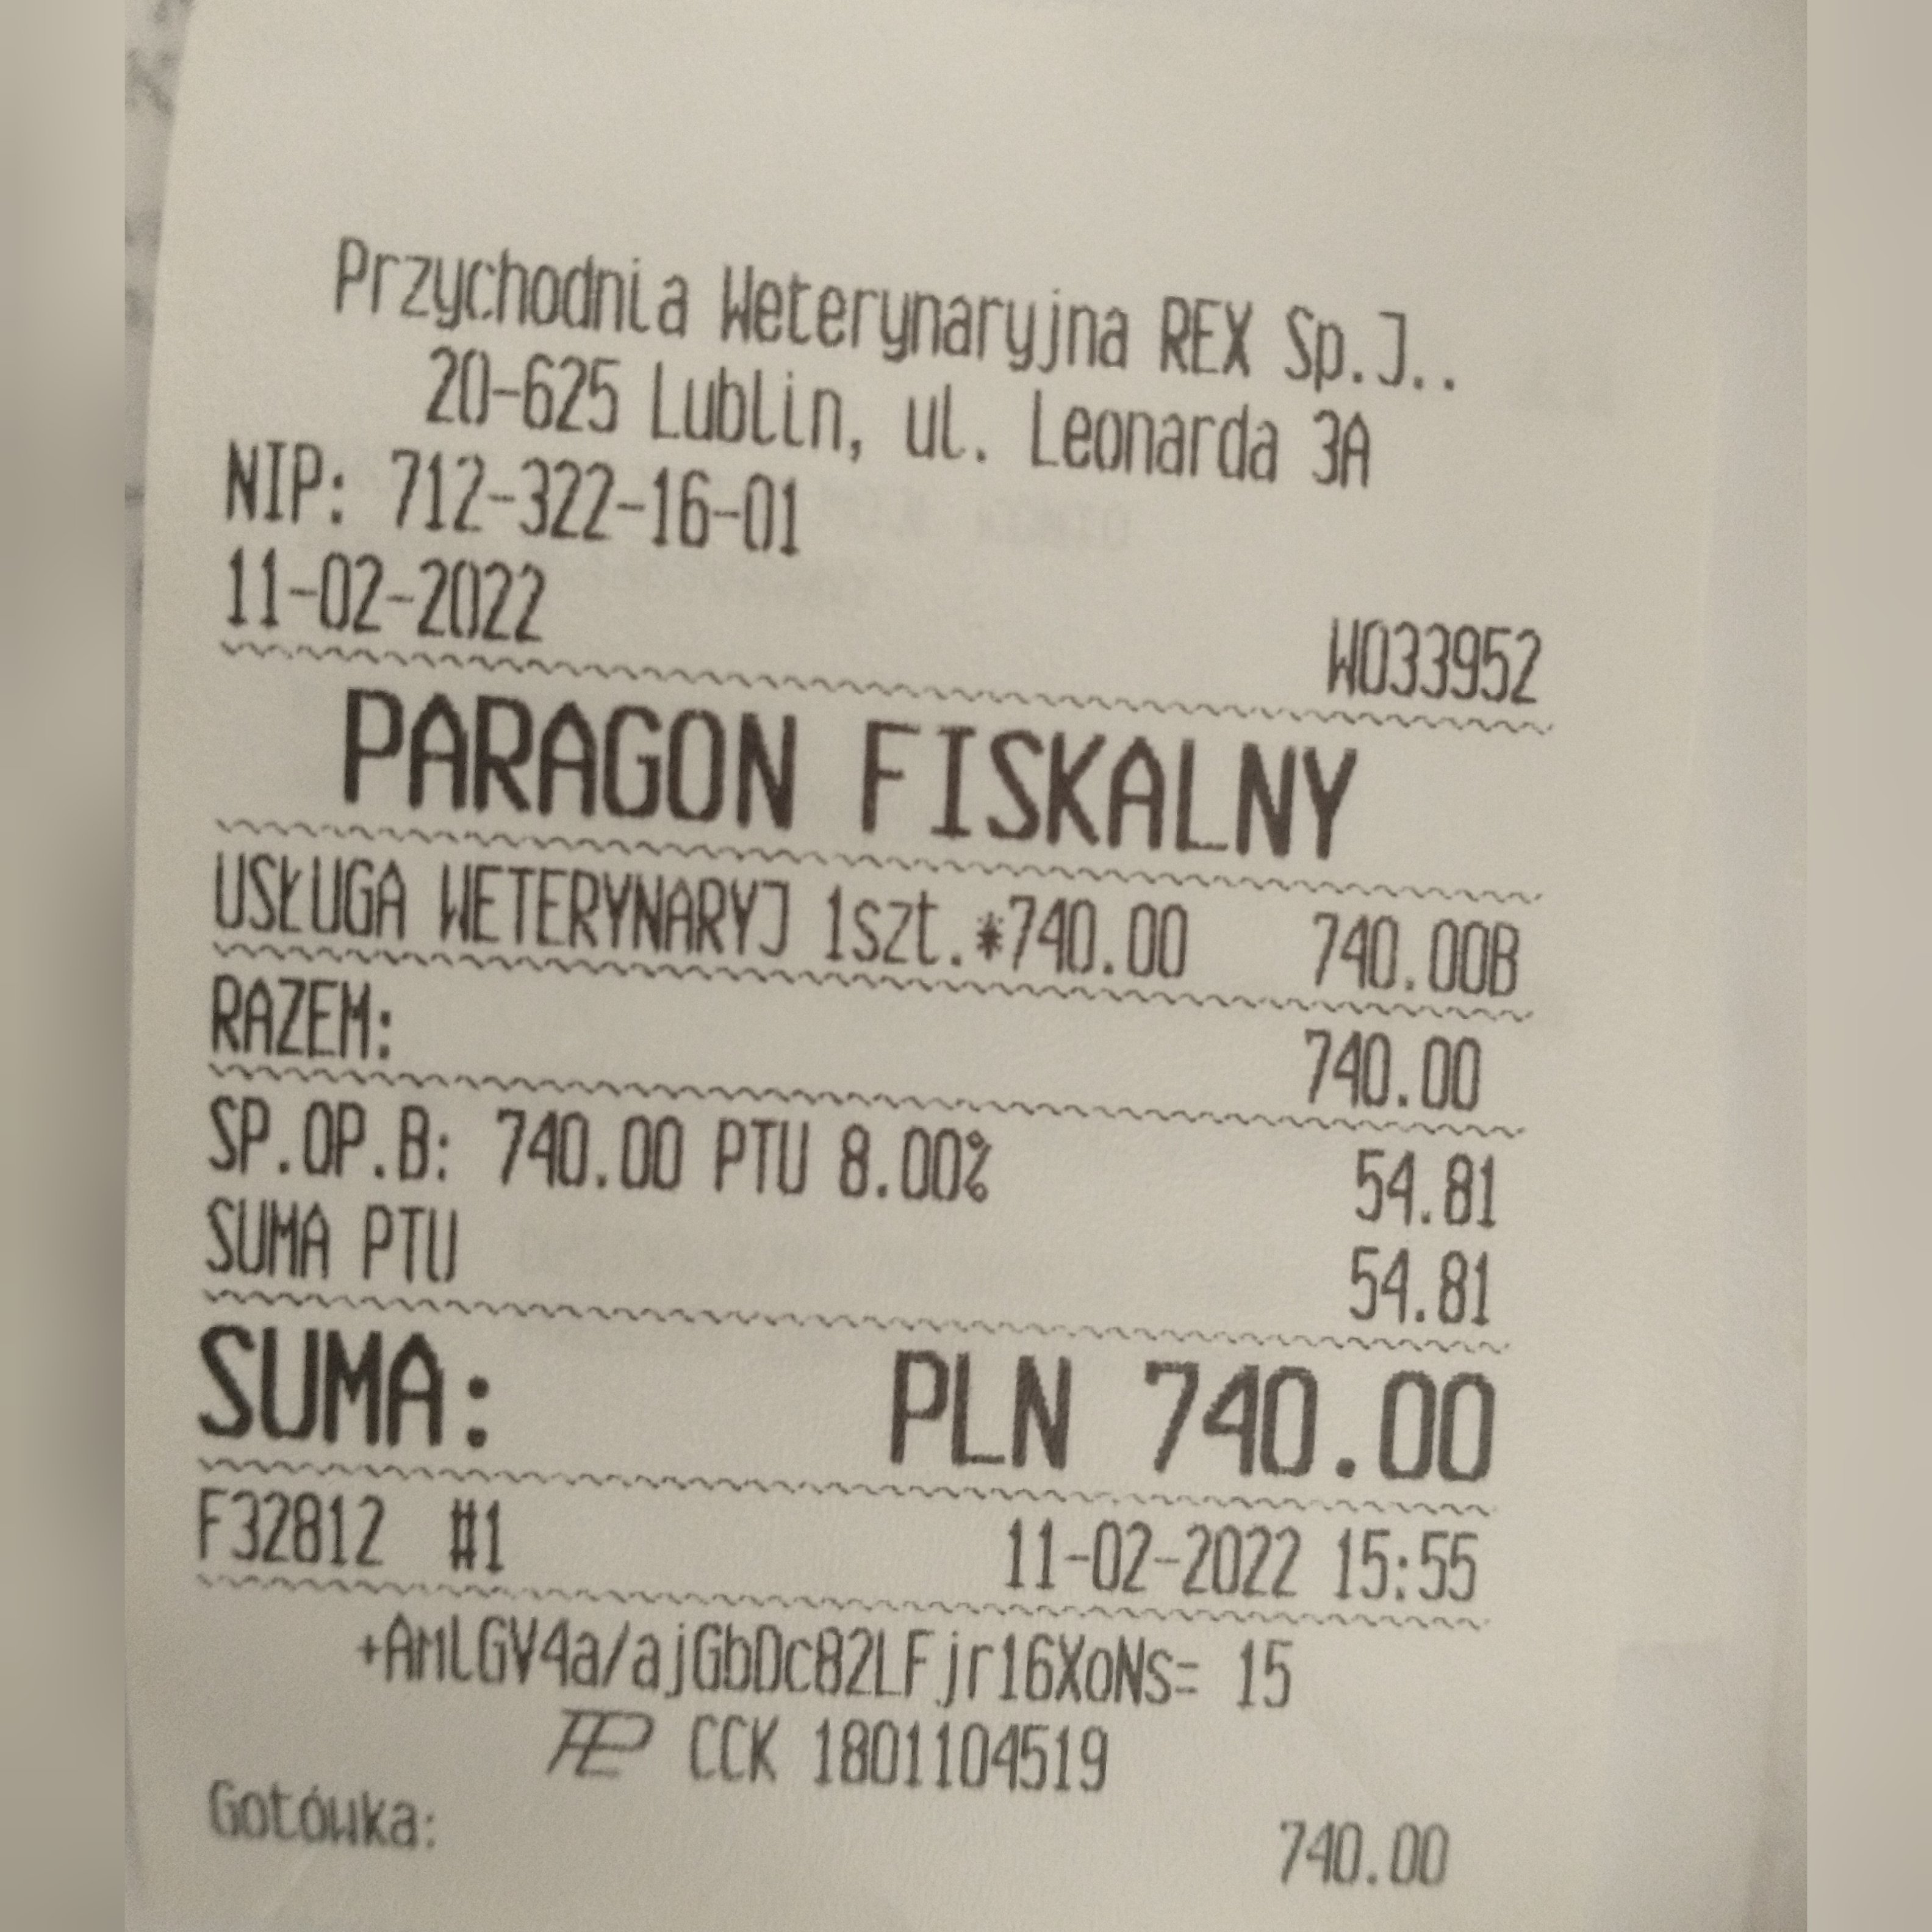 Przychodnia Weterynaryjna REX Sp.J..
20-625 Lublin, ul. Leonarda 3A
NIP: 712-322-16-01
11-02-2022 W033952
PARAGON FISKALNY
USŁUGA WETERYNARYJ 1szt.*740.00 740.00B
RAZEM: 740.00
SP.OP.B: 740.00 PTU 8.00% 54.81
SUMA PTU 54.81
SUMA: PLN 740.00
F32812 #1 11-02-2022 15:55
+AmlGV4a/ajGbDc82LFjr16XoNs= 15
CCK 1801104519
Gotówka: 740.00